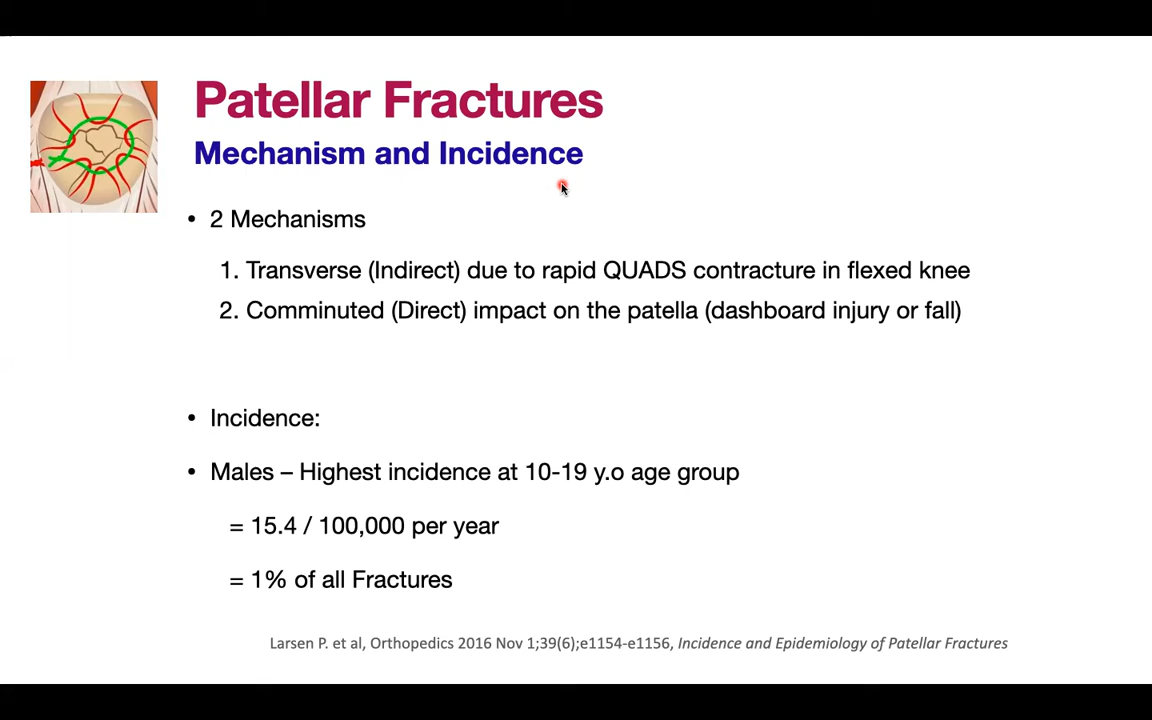 Patellar Fractures
Mechanism and Incidence
• 2 Mechanisms
1. Transverse (Indirect) due to rapid QUADS contracture in flexed knee
2. Comminuted (Direct) impact on the patella (dashboard injury or fall)
• Incidence:
• Males – Highest incidence at 10-19 y.o age group
= 15.4 / 100,000 per year
= 1% of all Fractures
Larsen P. et al, Orthopedics 2016 Nov 1;39(6);e1154-e1156, Incidence and Epidemiology of Patellar Fractures